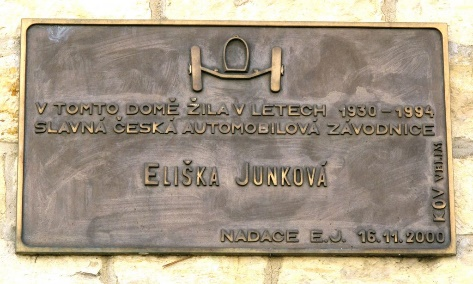 V TOMTO DOMĚ ŽILA V LETECH 1930-1994
SLAVNÁ ČESKÁ AUTOMOBILOVÁ ZÁVODNICE
ELIŠKA JUNKOVÁ
NADACE E.J. 16.11.2000
KOV